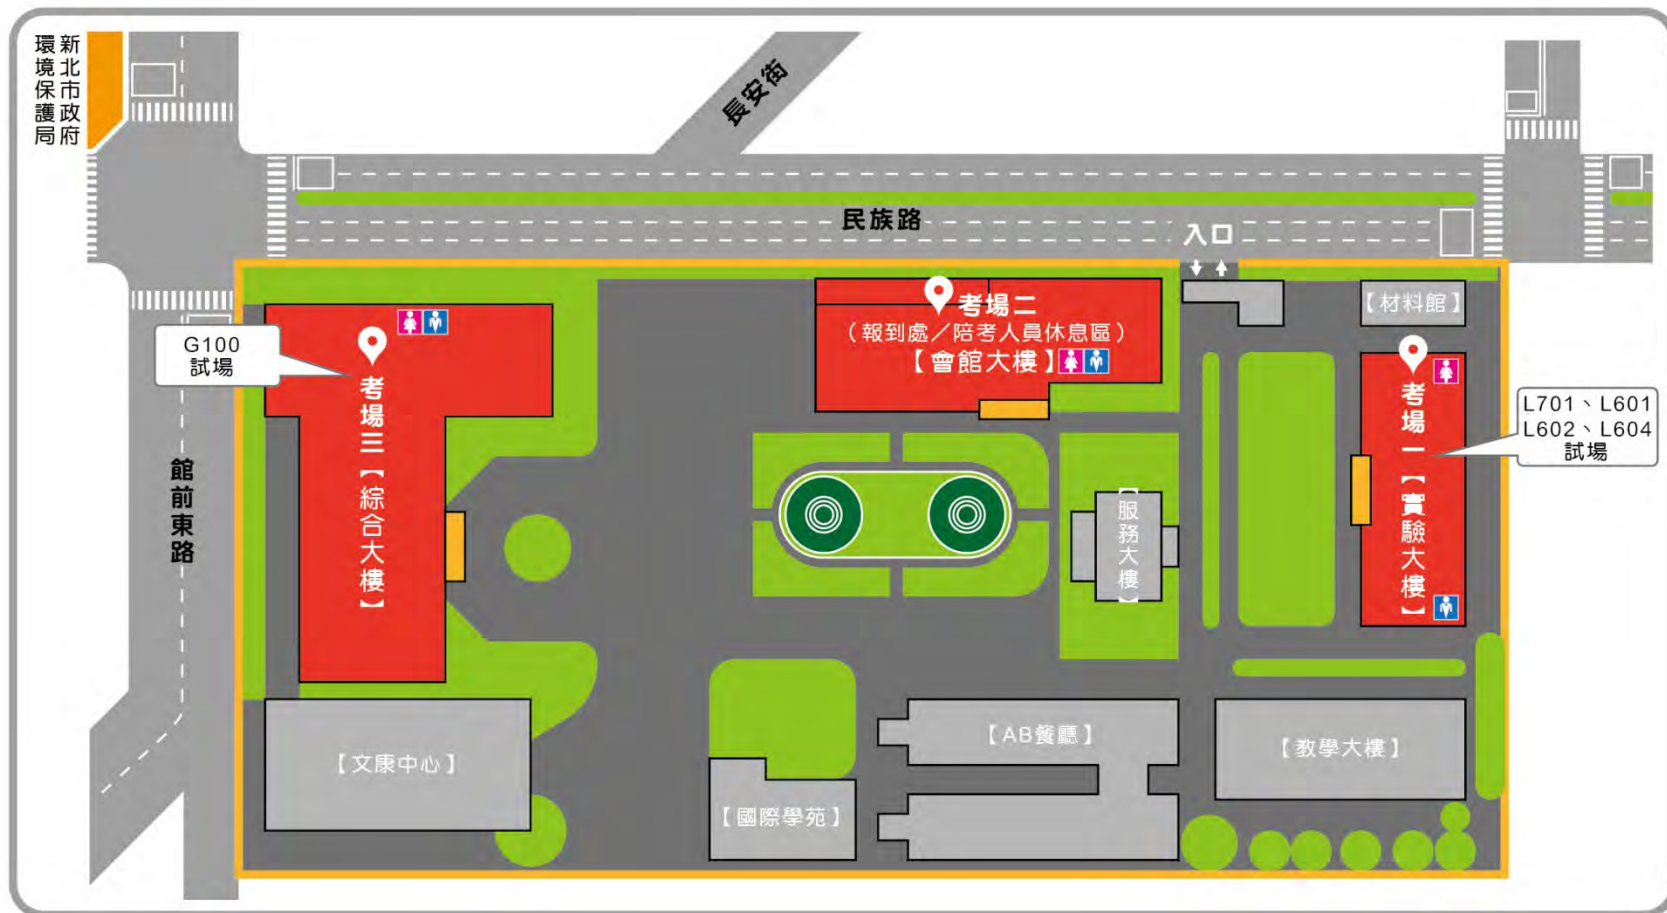 新北市政府
環境保護局
長安街
民族路
入口
G100
試場
考場三【綜合大樓】
考場二
（報到處／陪考人員休息區）
【會館大樓】
【材料館】
考場一【實驗大樓】
L701、L601
L602、L604
試場
館前東路
【服務大樓】
【文康中心】
【國際學苑】
【AB餐廳】
【教學大樓】